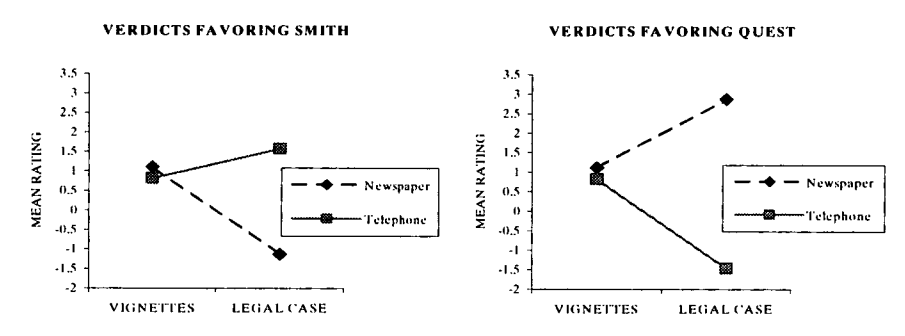 VERDICTS FAVORING SMITH
MEAN RATING
3.5
3
2.5
2
1.5
1
0.5
0
-0.5
-1
-1.5
-2
VIGNETTES LEGAL CASE
Newspaper
Telephone
VERDICTS FAVORING QUEST
MEAN RATING
3.5
3
2.5
2
1.5
1
0.5
0
-0.5
-1
-1.5
-2
VIGNETTES LEGAL CASE
Newspaper
Telephone